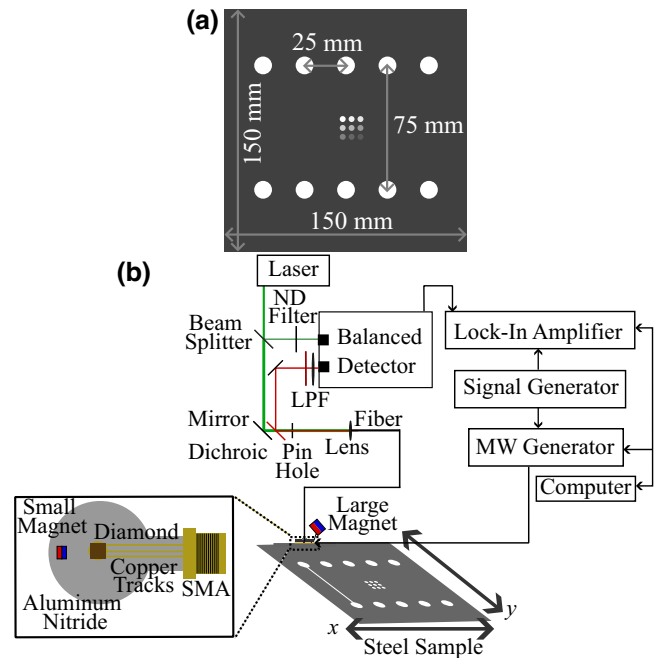 (a)
25 mm
150 mm
75 mm
150 mm
(b)
Laser
ND
Filter
Beam
Splitter
Balanced
Detector
LPF
Lock-In Amplifier
Signal Generator
MW Generator
Computer
Mirror
Dichroic
Pin
Hole
Lens
Fiber
Large
Magnet
Small
Magnet
Diamond
Copper
Tracks
SMA
Aluminum
Nitride
x
y
Steel Sample